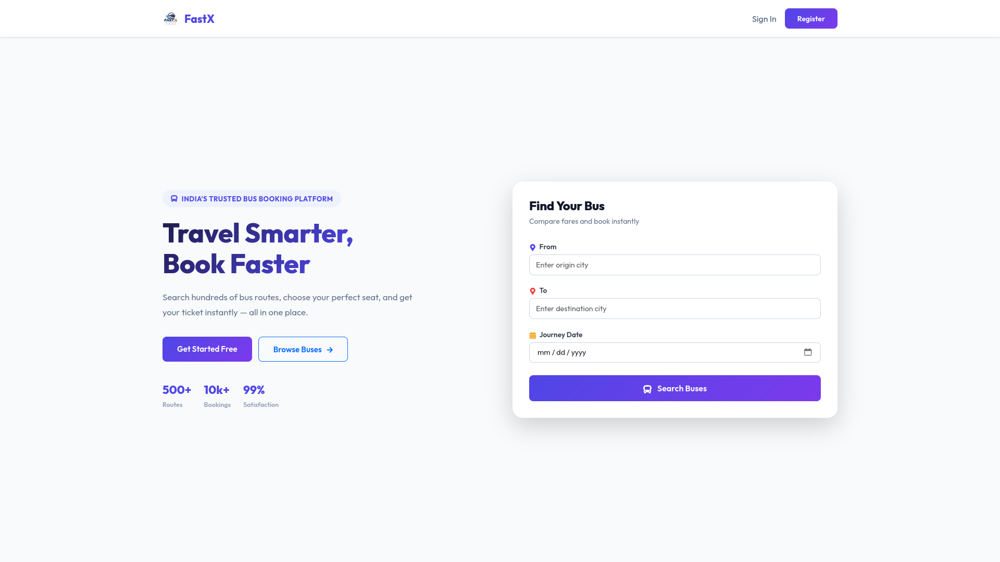 FASTX
FastX
Sign In
Register
INDIA'S TRUSTED BUS BOOKING PLATFORM
Travel Smarter,
Book Faster
Search hundreds of bus routes, choose your perfect seat, and get
your ticket instantly — all in one place.
Get Started Free
Browse Buses
500+
Routes
10k+
Bookings
99%
Satisfaction
Find Your Bus
Compare fares and book instantly
From
Enter origin city
To
Enter destination city
Journey Date
mm / dd / yyyy
Search Buses